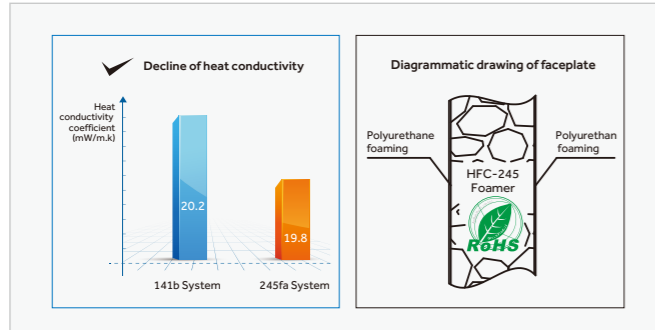 Decline of heat conductivity
Heat
conductivity
coefficient
(mW/m.k)
20.2
19.8
141b System
245fa System
Diagrammatic drawing of faceplate
Polyurethane
foaming
Polyurethan
foaming
HFC-245
Foamer
RoHS